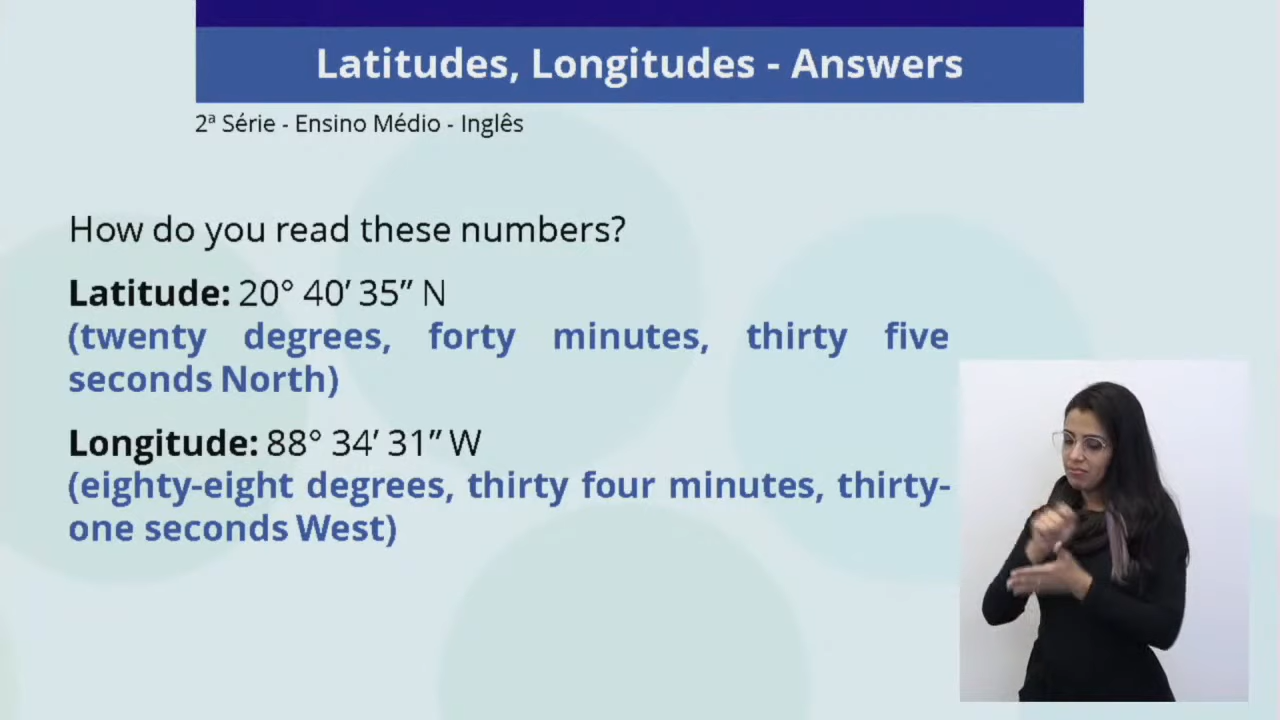 Latitudes, Longitudes - Answers
2ª Série - Ensino Médio - Inglês
How do you read these numbers?
Latitude: 20° 40’ 35” N
(twenty degrees, forty minutes, thirty five
seconds North)
Longitude: 88° 34’ 31” W
(eighty-eight degrees, thirty four minutes, thirty-
one seconds West)